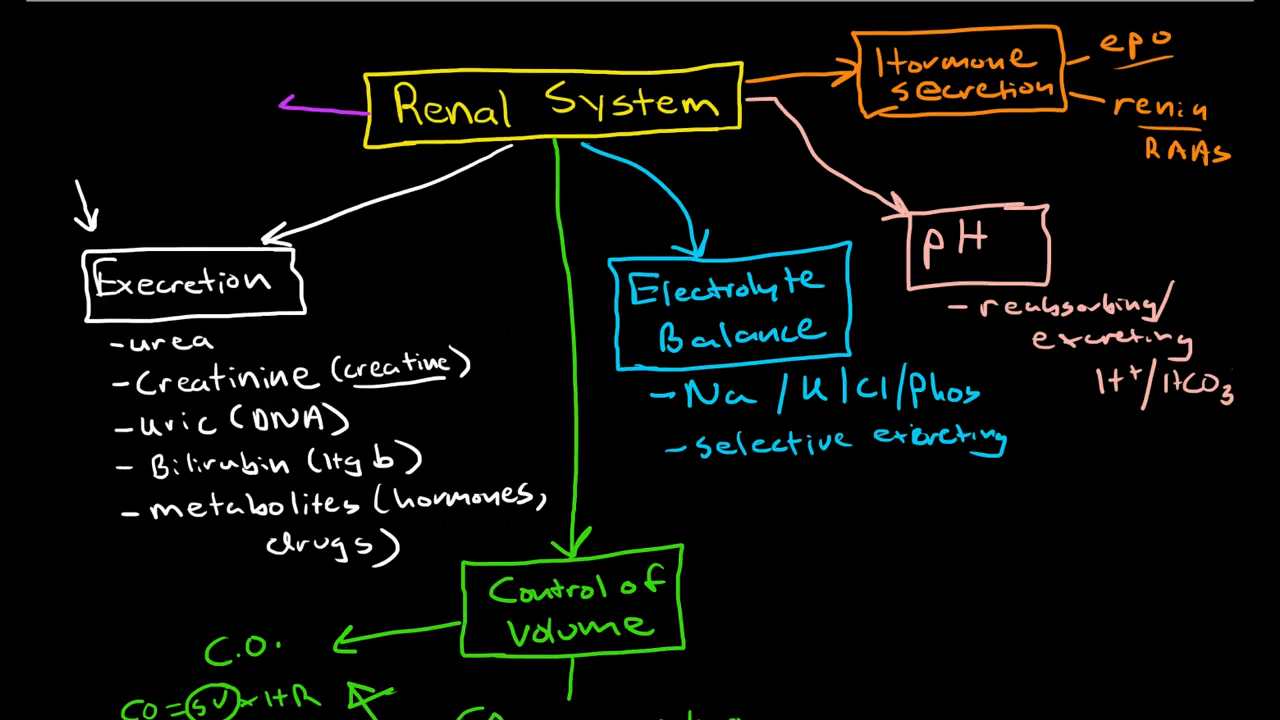 Renal System
Hormone
secretion
epo
renin
RAAS
pH
- reabsorbing/
excreting
H+/HCO3
Execretion
- urea
- Creatinine (creatine)
- uric (DNA)
- Bilirubin (Hgb)
- metabolites (hormones,
drugs)
Electrolyte
Balance
- Na / K / Cl / Phos
- selective excreting
Control of
volume
C.O.
CO = SV × HR